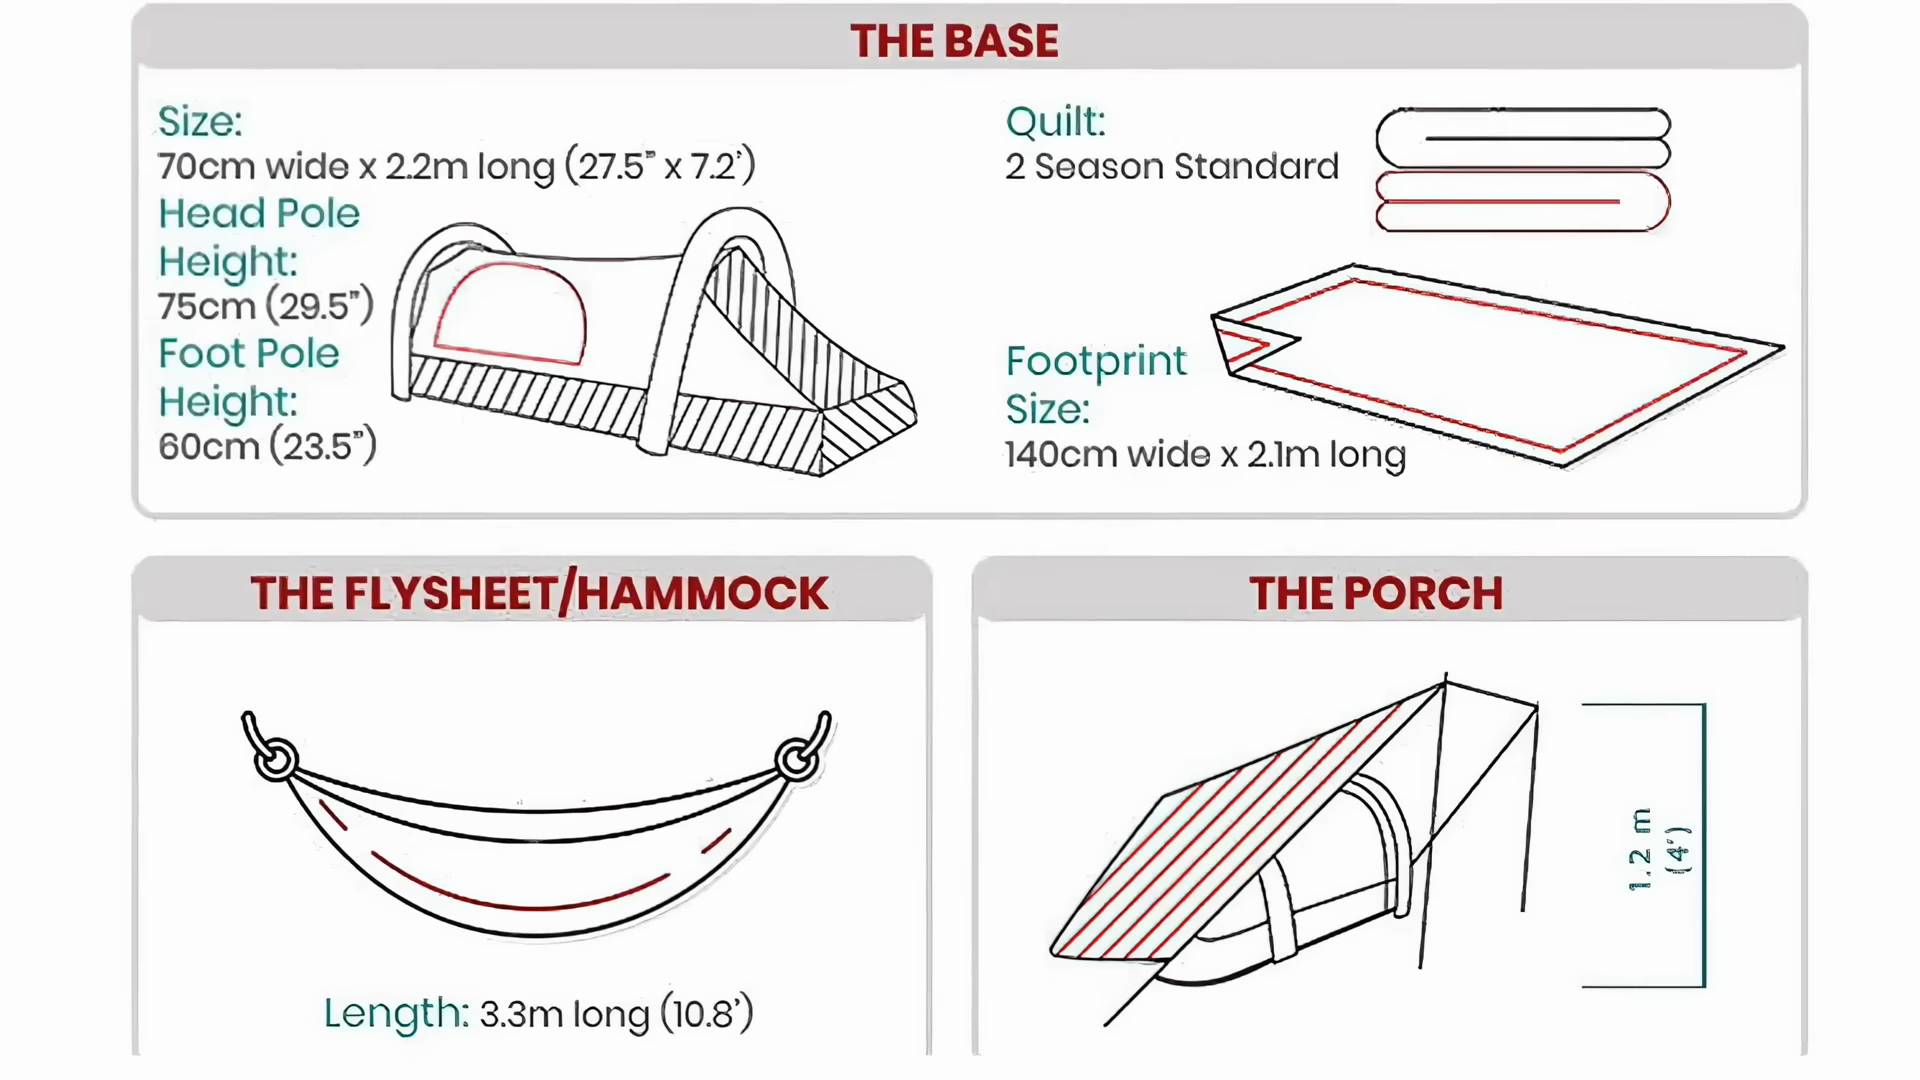 THE BASE
Size:
70cm wide x 2.2m long (27.5" x 7.2')
Head Pole
Height:
75cm (29.5")
Foot Pole
Height:
60cm (23.5")
Quilt:
2 Season Standard
Footprint
Size:
140cm wide x 2.1m long
THE FLYSHEET/HAMMOCK
Length: 3.3m long (10.8')
THE PORCH
1.2 m
(4')